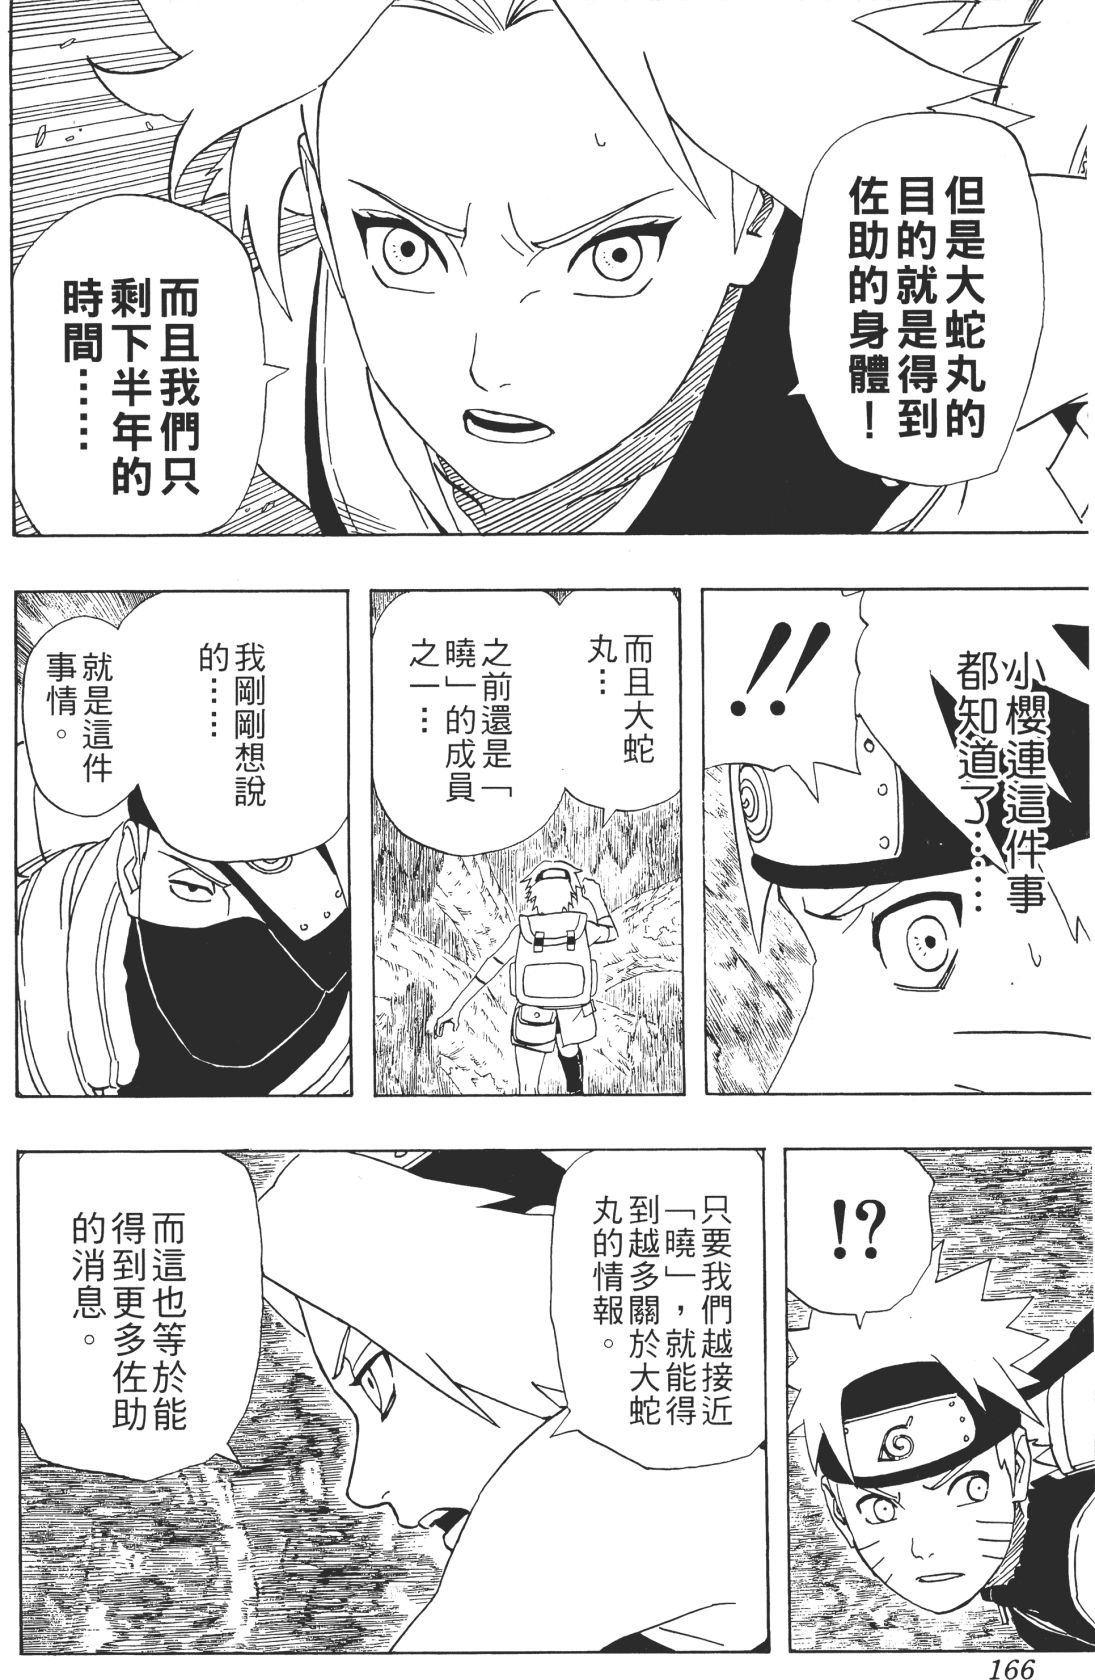 但是大蛇丸的
目的就是得到
佐助的身體！
而且我們只
剩下半年的
時間……
小櫻連這件事
都知道了……
!!
而且大蛇
丸…
之前還是「
曉」的成員
之一…
我剛剛想說
的……
就是這件
事情。
!?
只要我們越接近
「曉」，就能得
到越多關於大蛇
丸的情報。
而這也等於能
得到更多佐助
的消息。
166